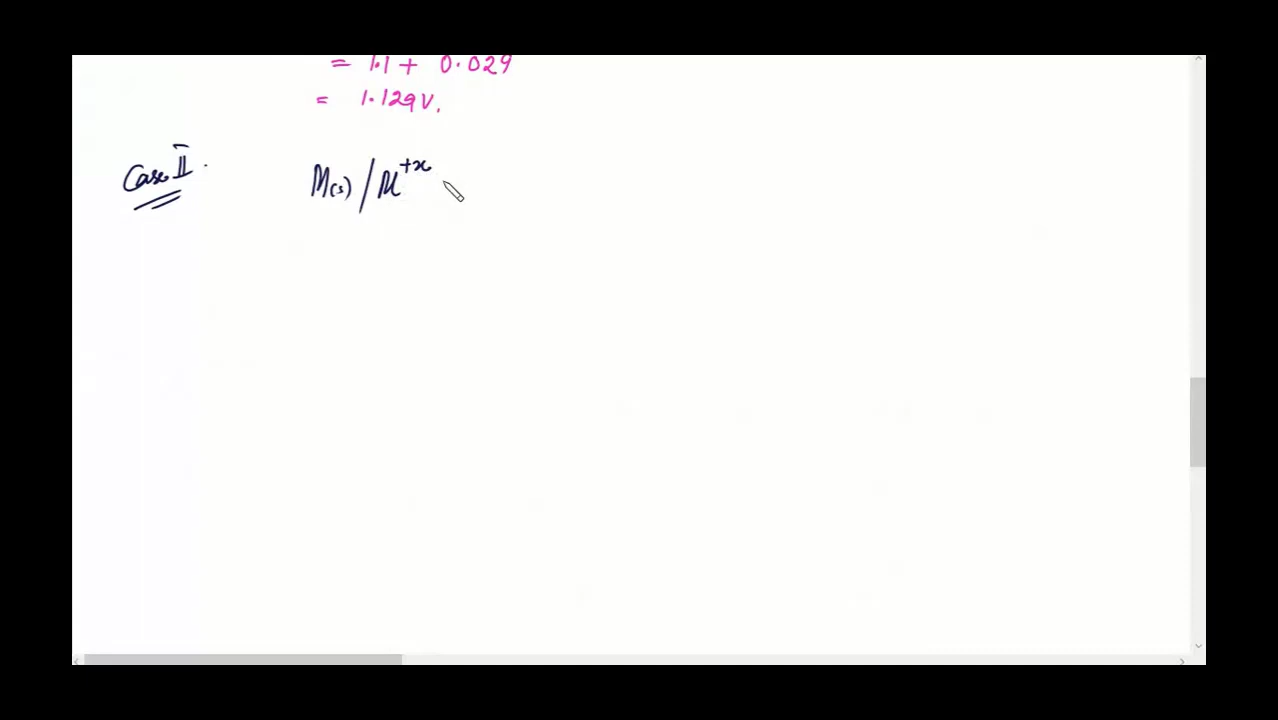 = 1.1 + 0.029
= 1.129V.
Case II. M(s) / M⁺ˣ